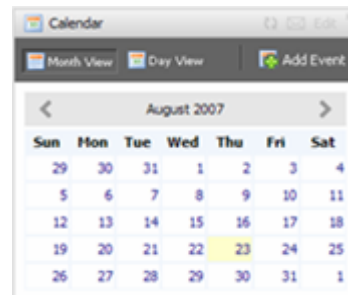 Calendar Edit
Month View Day View Add Event
< August 2007 >
Sun Mon Tue Wed Thu Fri Sat
29 30 31 1 2 3 4
5 6 7 8 9 10 11
12 13 14 15 16 17 18
19 20 21 22 23 24 25
26 27 28 29 30 31 1